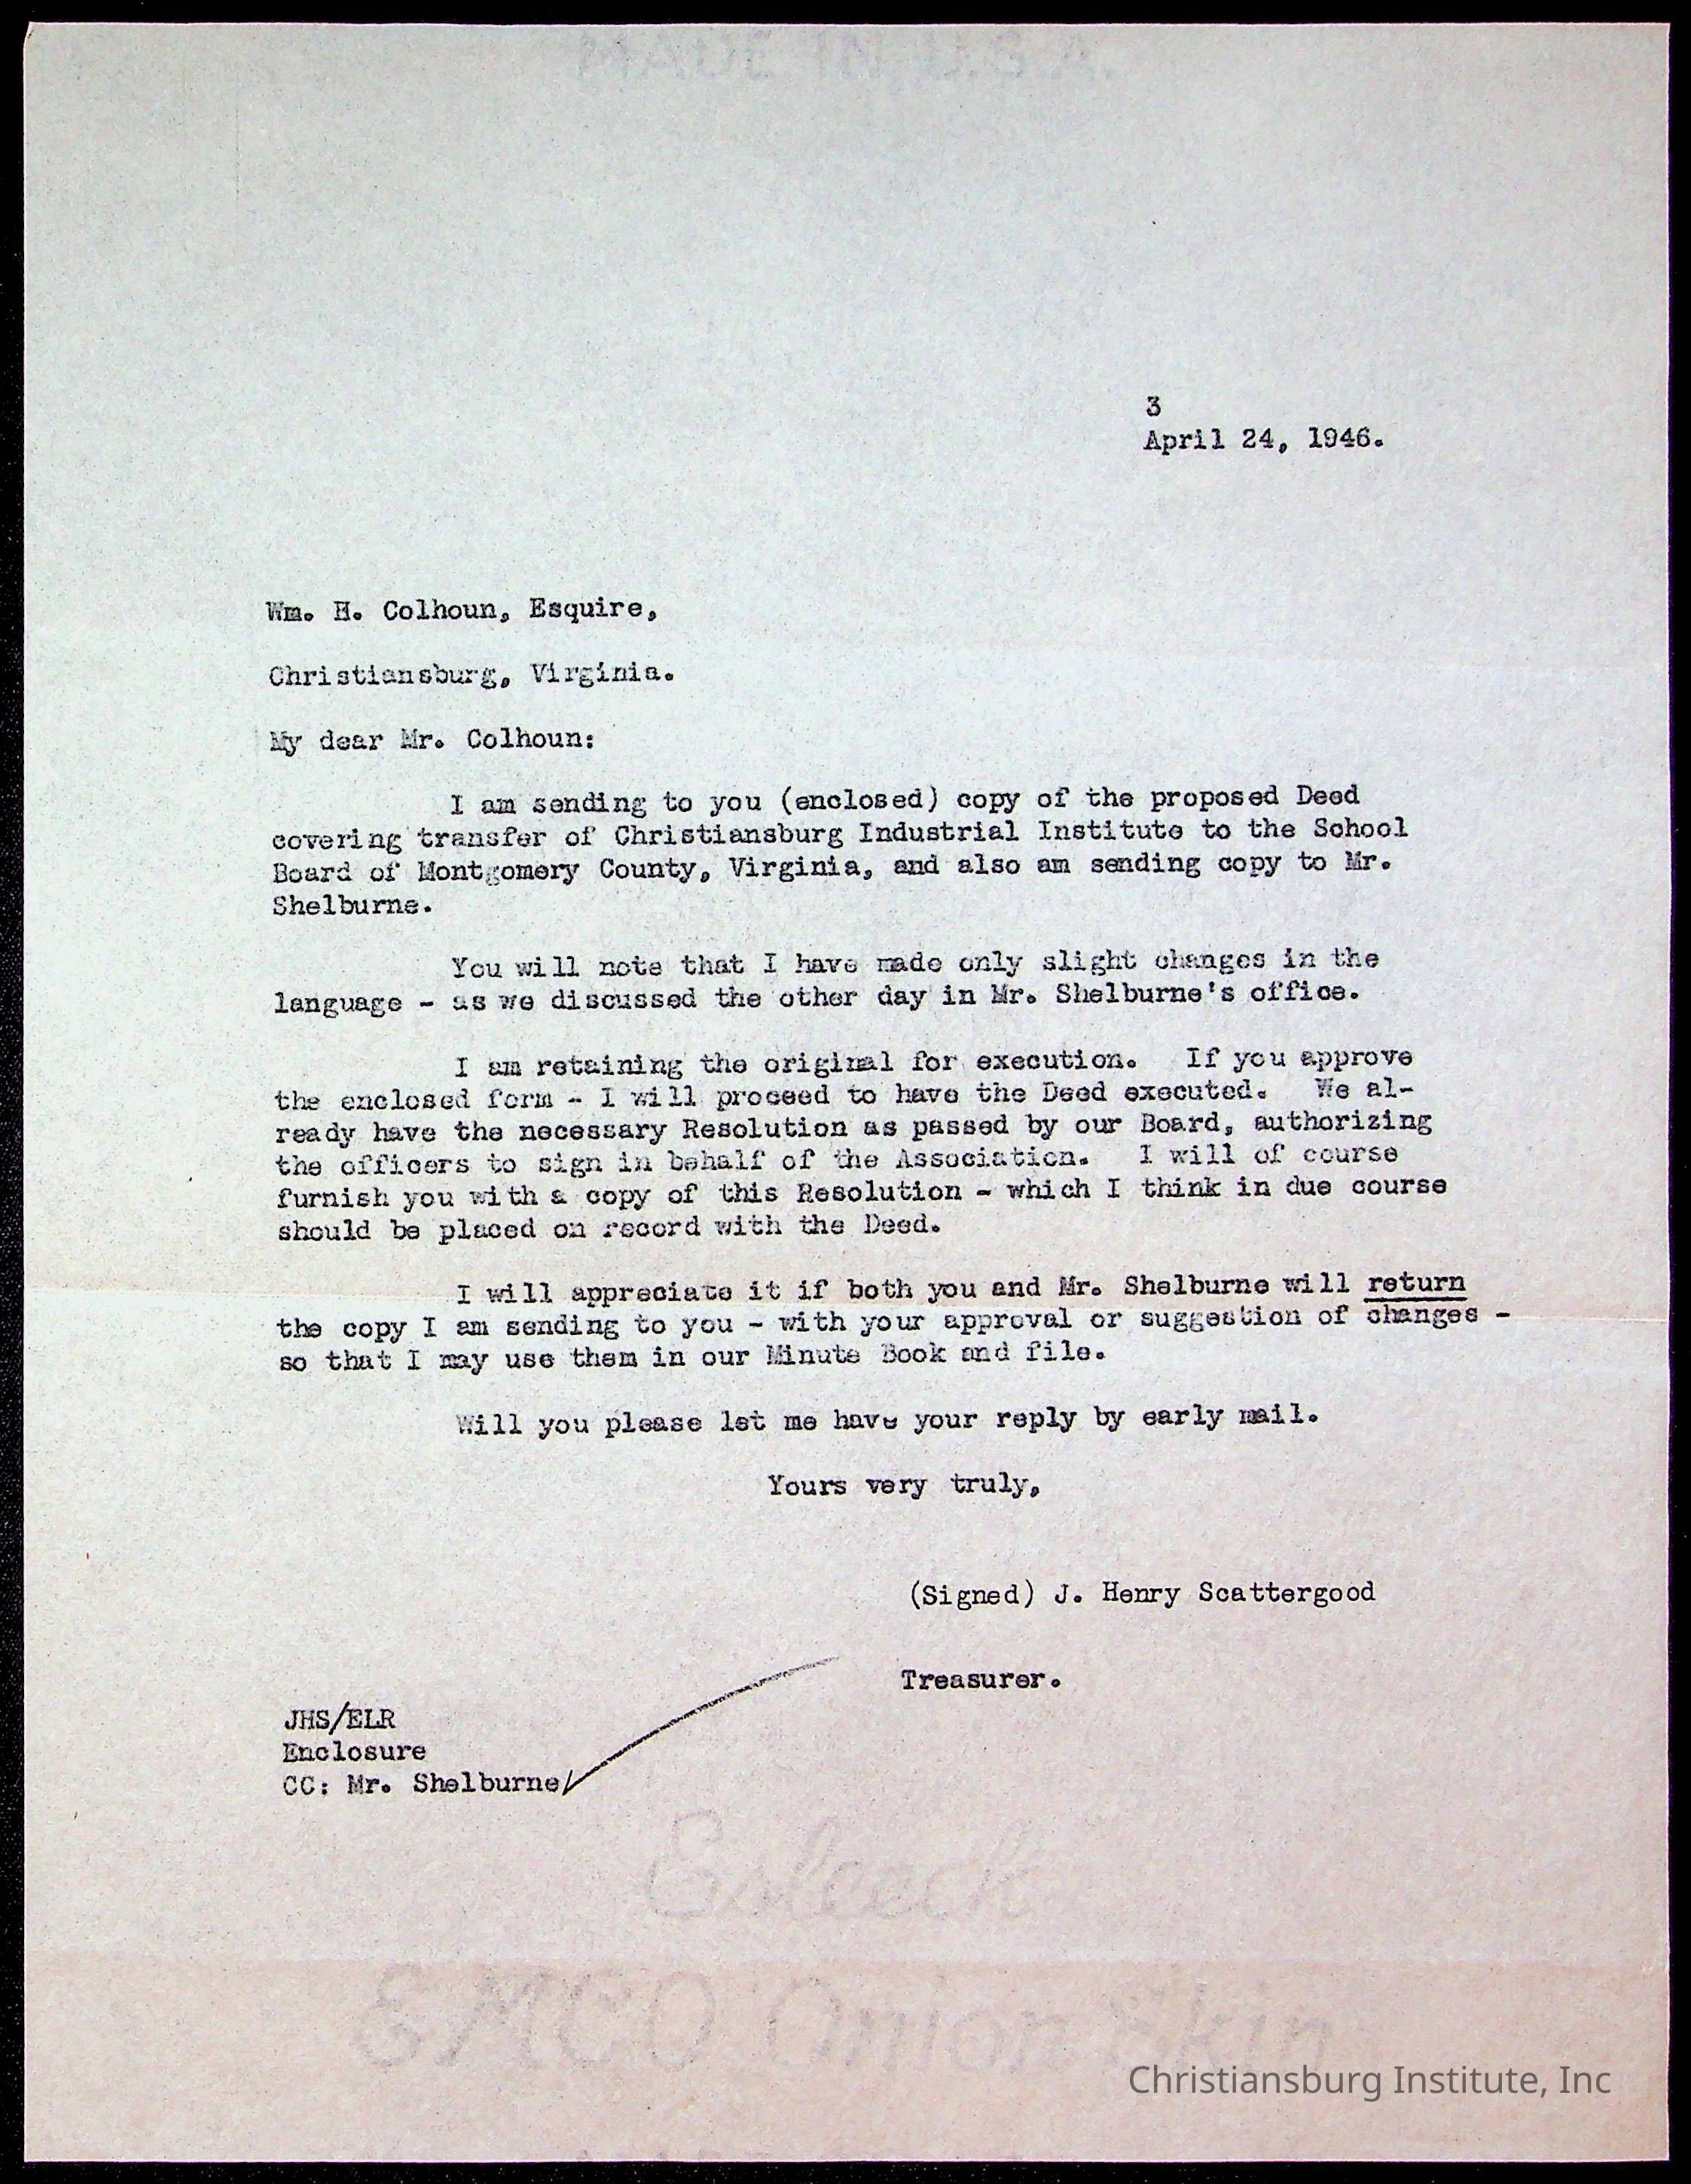 3
April 24, 1946.
Wm. H. Colhoun, Esquire,
Christiansburg, Virginia.
My dear Mr. Colhoun:
I am sending to you (enclosed) copy of the proposed Deed
covering transfer of Christiansburg Industrial Institute to the School
Board of Montgomery County, Virginia, and also am sending copy to Mr.
Shelburne.
You will note that I have made only slight changes in the
language - as we discussed the other day in Mr. Shelburne's office.
I am retaining the original for execution. If you approve
the enclosed form - I will proceed to have the Deed executed. We al-
ready have the necessary Resolution as passed by our Board, authorizing
the officers to sign in behalf of the Association. I will of course
furnish you with a copy of this Resolution - which I think in due course
should be placed on record with the Deed.
I will appreciate it if both you and Mr. Shelburne will return
the copy I am sending to you - with your approval or suggestion of changes -
so that I may use them in our Minute Book and file.
Will you please let me have your reply by early mail.
Yours very truly,
(Signed) J. Henry Scattergood
Treasurer.
JHS/ELR
Enclosure
CC: Mr. Shelburne
Onion Skin
Christiansburg Institute, Inc